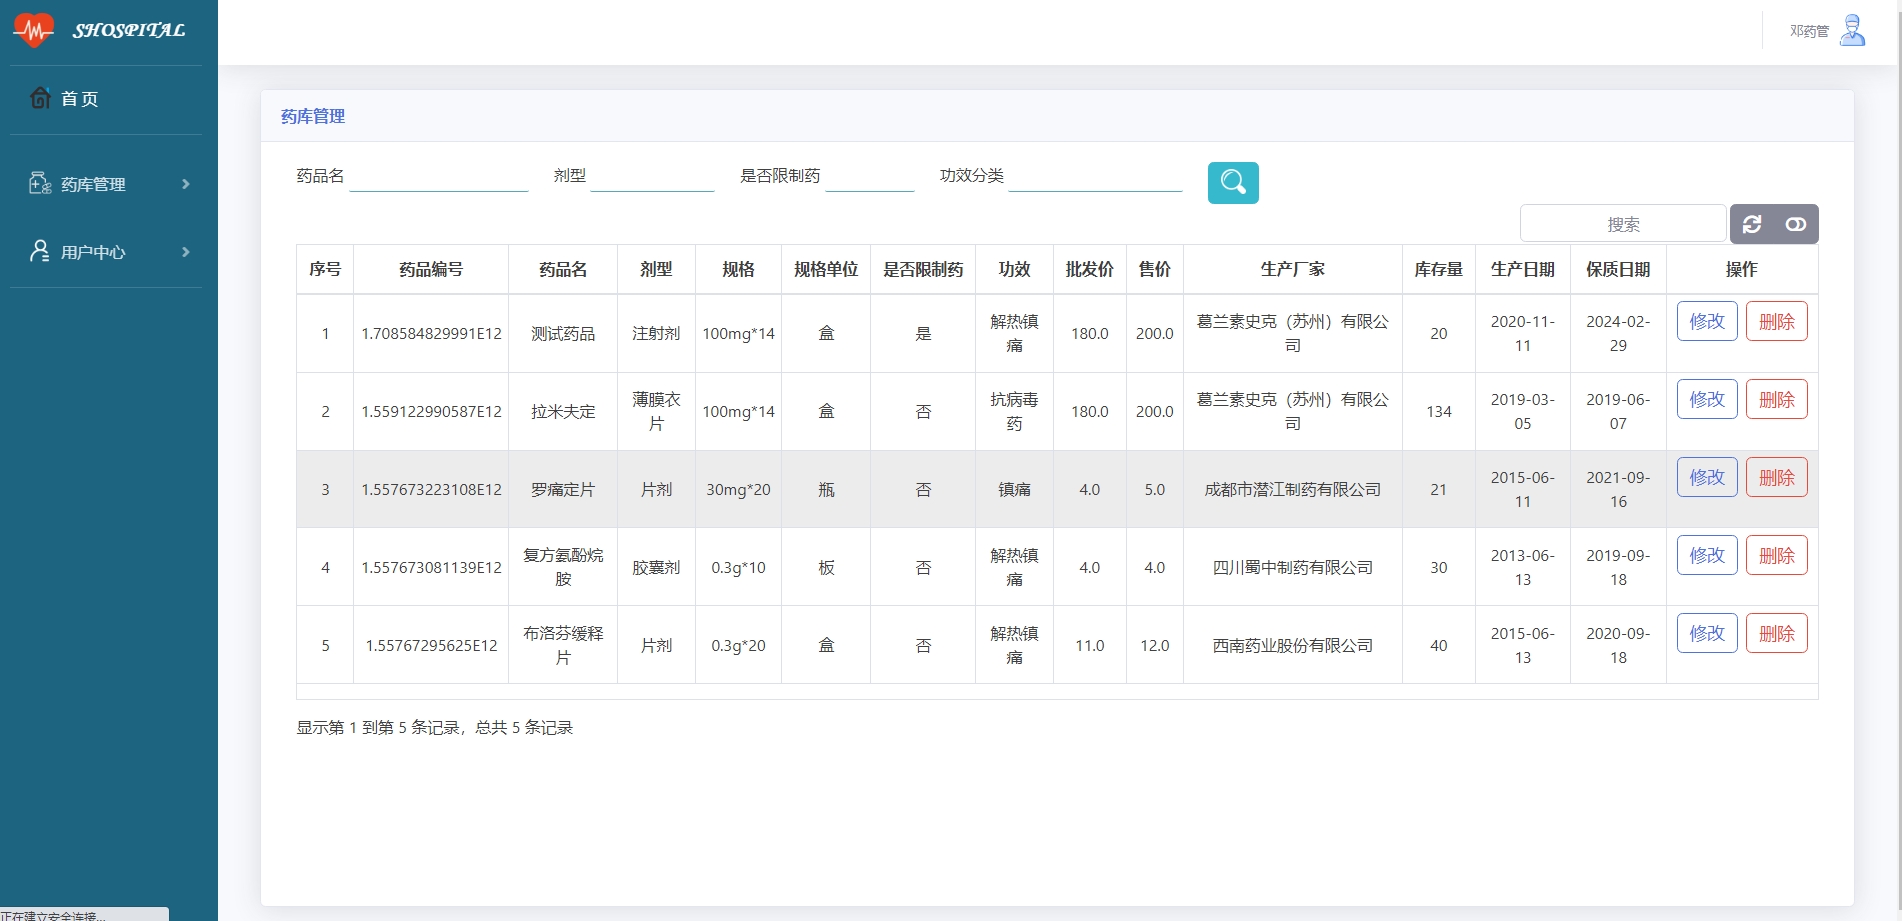 SHOSPITAL
邓药管
首页
药库管理
用户中心
药库管理
药品名 剂型 是否限制药 功效分类
搜索
序号 药品编号 药品名 剂型 规格 规格单位 是否限制药 功效 批发价 售价 生产厂家 库存量 生产日期 保质日期 操作
1 1.708584829991E12 测试药品 注射剂 100mg*14 盒 是 解热镇痛 180.0 200.0 葛兰素史克（苏州）有限公司 20 2020-11-11 2024-02-29 修改 删除
2 1.559122990587E12 拉米夫定 薄膜衣片 100mg*14 盒 否 抗病毒药 180.0 200.0 葛兰素史克（苏州）有限公司 134 2019-03-05 2019-06-07 修改 删除
3 1.557673223108E12 罗痛定片 片剂 30mg*20 瓶 否 镇痛 4.0 5.0 成都市潜江制药有限公司 21 2015-06-11 2021-09-16 修改 删除
4 1.557673081139E12 复方氨酚烷胺 胶囊剂 0.3g*10 板 否 解热镇痛 4.0 4.0 四川蜀中制药有限公司 30 2013-06-13 2019-09-18 修改 删除
5 1.55767295625E12 布洛芬缓释片 片剂 0.3g*20 盒 否 解热镇痛 11.0 12.0 西南药业股份有限公司 40 2015-06-13 2020-09-18 修改 删除
显示第 1 到第 5 条记录，总共 5 条记录
正在建立安全连接...